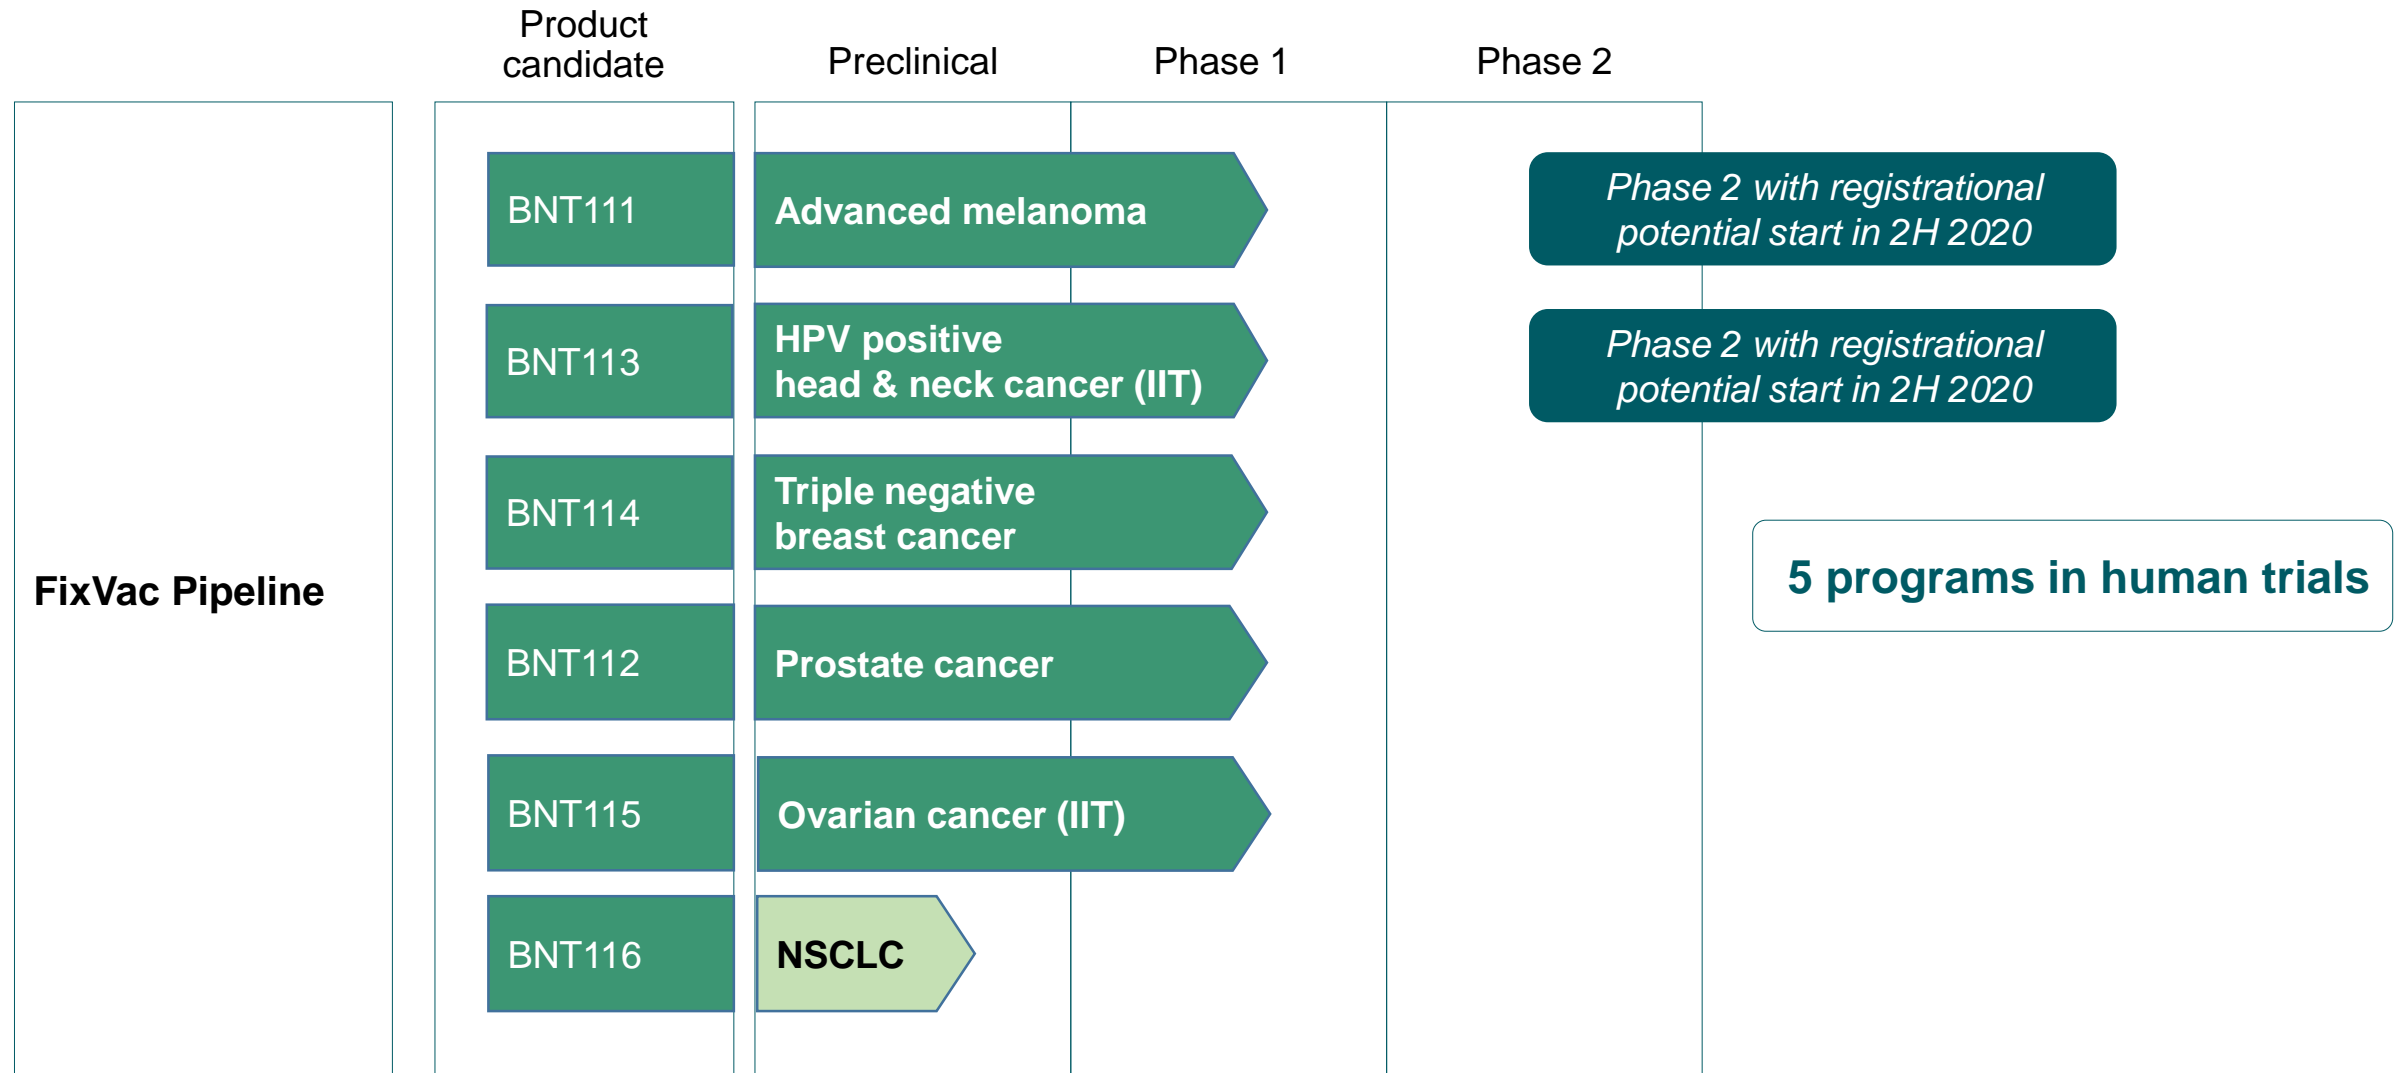 Product
candidate
Preclinical
Phase 1
Phase 2
FixVac Pipeline
BNT111
Advanced melanoma
Phase 2 with registrational
potential start in 2H 2020
BNT113
HPV positive
head & neck cancer (IIT)
Phase 2 with registrational
potential start in 2H 2020
BNT114
Triple negative
breast cancer
5 programs in human trials
BNT112
Prostate cancer
BNT115
Ovarian cancer (IIT)
BNT116
NSCLC